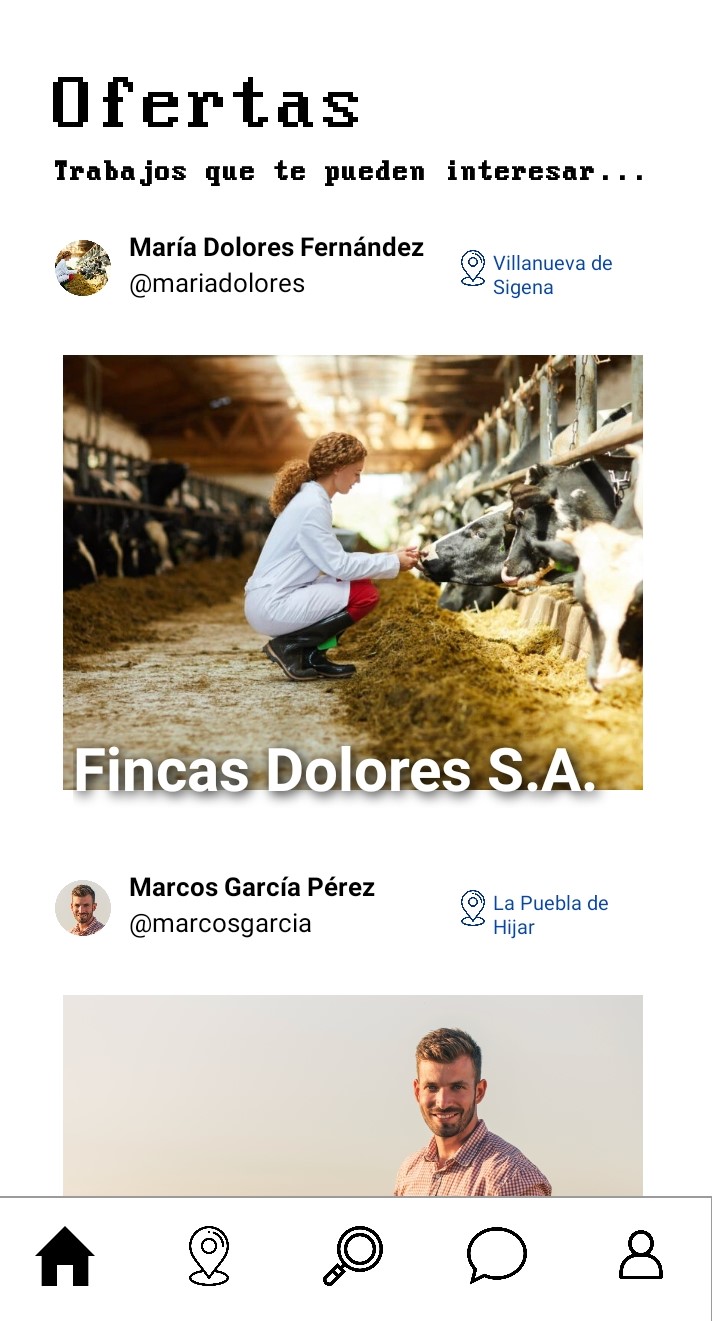 Ofertas
Trabajos que te pueden interesar...
María Dolores Fernández
@mariadolores
Villanueva de
Sigena
Fincas Dolores S.A.
Marcos García Pérez
@marcosgarcia
La Puebla de
Hijar